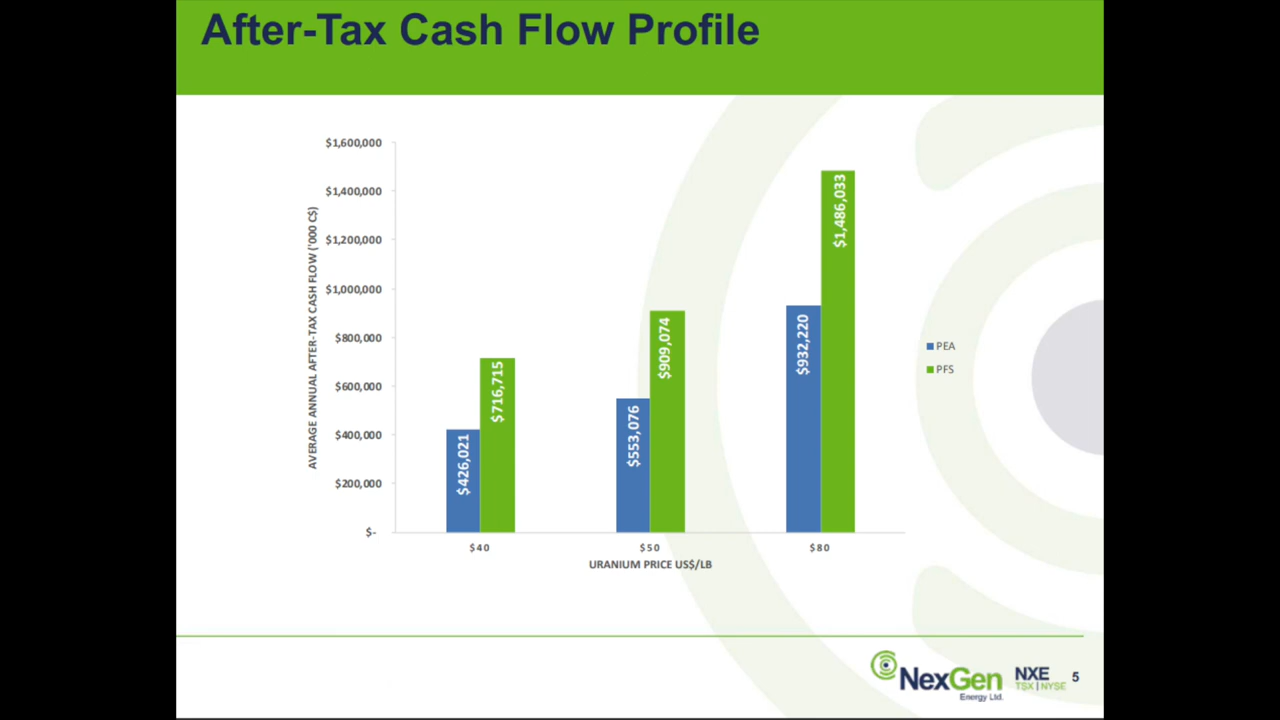 After-Tax Cash Flow Profile
$1,600,000
$1,400,000
$1,200,000
$1,000,000
$800,000
$600,000
$400,000
$200,000
$-
AVERAGE ANNUAL AFTER-TAX CASH FLOW ('000 C$)
$426,021
$716,715
$553,076
$909,074
$932,220
$1,486,033
$40
$50
$80
URANIUM PRICE US$/LB
PEA
PFS
NexGen
Energy Ltd.
NXE
TSX | NYSE
5